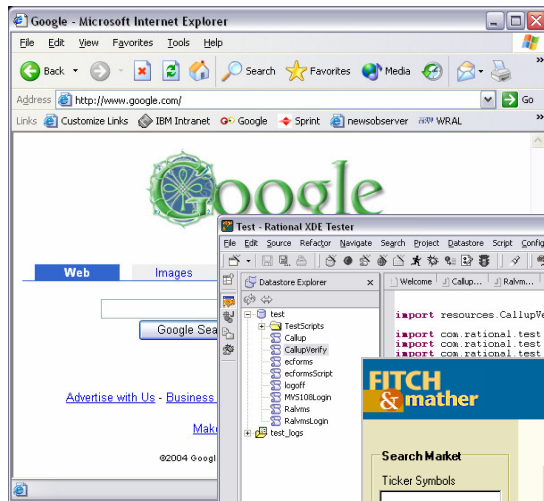 Google - Microsoft Internet Explorer
File Edit View Favorites Tools Help
Back Search Favorites Media
Address http://www.google.com/ Go
Links Customize Links IBM Intranet Google Sprint newsobserver WRAL
Google
Test - Rational XDE Tester
File Edit Source Refactor Navigate Search Project Datastore Script Config
Web Images
Datastore Explorer
Welcome Callup... Ralvm...
test
TestScripts
Callup
CallupVerify
ecforms
ecformsScript
logoff
MVS108Login
Ralvms
RalvmsLogin
test_logs
import resources.CallupVe
import com.rational.test
import com.rational.test
import com.rational.test
Google Sea
Advertise with Us - Business
Make
©2004 Googl
FITCH
& mather
Search Market
Ticker Symbols